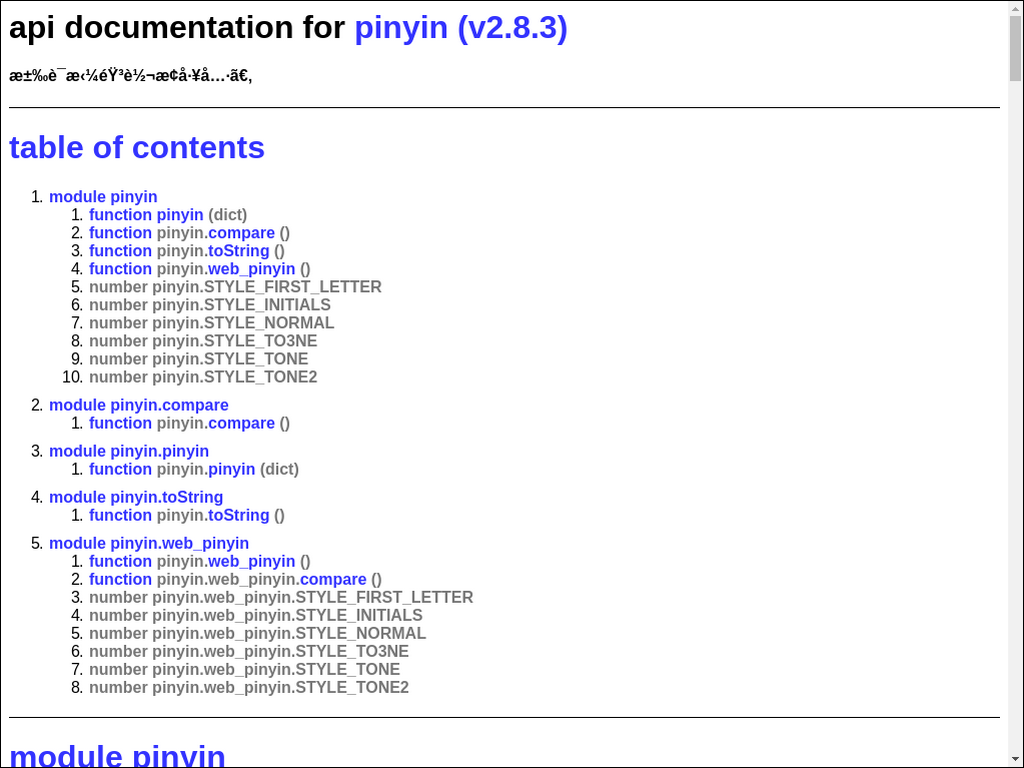 api documentation for pinyin (v2.8.3)
æ±‰è¯­æ‹¼éŸ³è½¬æ¢å·¥å…·ã€‚
table of contents
1. module pinyin
1. function pinyin (dict)
2. function pinyin.compare ()
3. function pinyin.toString ()
4. function pinyin.web_pinyin ()
5. number pinyin.STYLE_FIRST_LETTER
6. number pinyin.STYLE_INITIALS
7. number pinyin.STYLE_NORMAL
8. number pinyin.STYLE_TO3NE
9. number pinyin.STYLE_TONE
10. number pinyin.STYLE_TONE2
2. module pinyin.compare
1. function pinyin.compare ()
3. module pinyin.pinyin
1. function pinyin.pinyin (dict)
4. module pinyin.toString
1. function pinyin.toString ()
5. module pinyin.web_pinyin
1. function pinyin.web_pinyin ()
2. function pinyin.web_pinyin.compare ()
3. number pinyin.web_pinyin.STYLE_FIRST_LETTER
4. number pinyin.web_pinyin.STYLE_INITIALS
5. number pinyin.web_pinyin.STYLE_NORMAL
6. number pinyin.web_pinyin.STYLE_TO3NE
7. number pinyin.web_pinyin.STYLE_TONE
8. number pinyin.web_pinyin.STYLE_TONE2
module pinyin